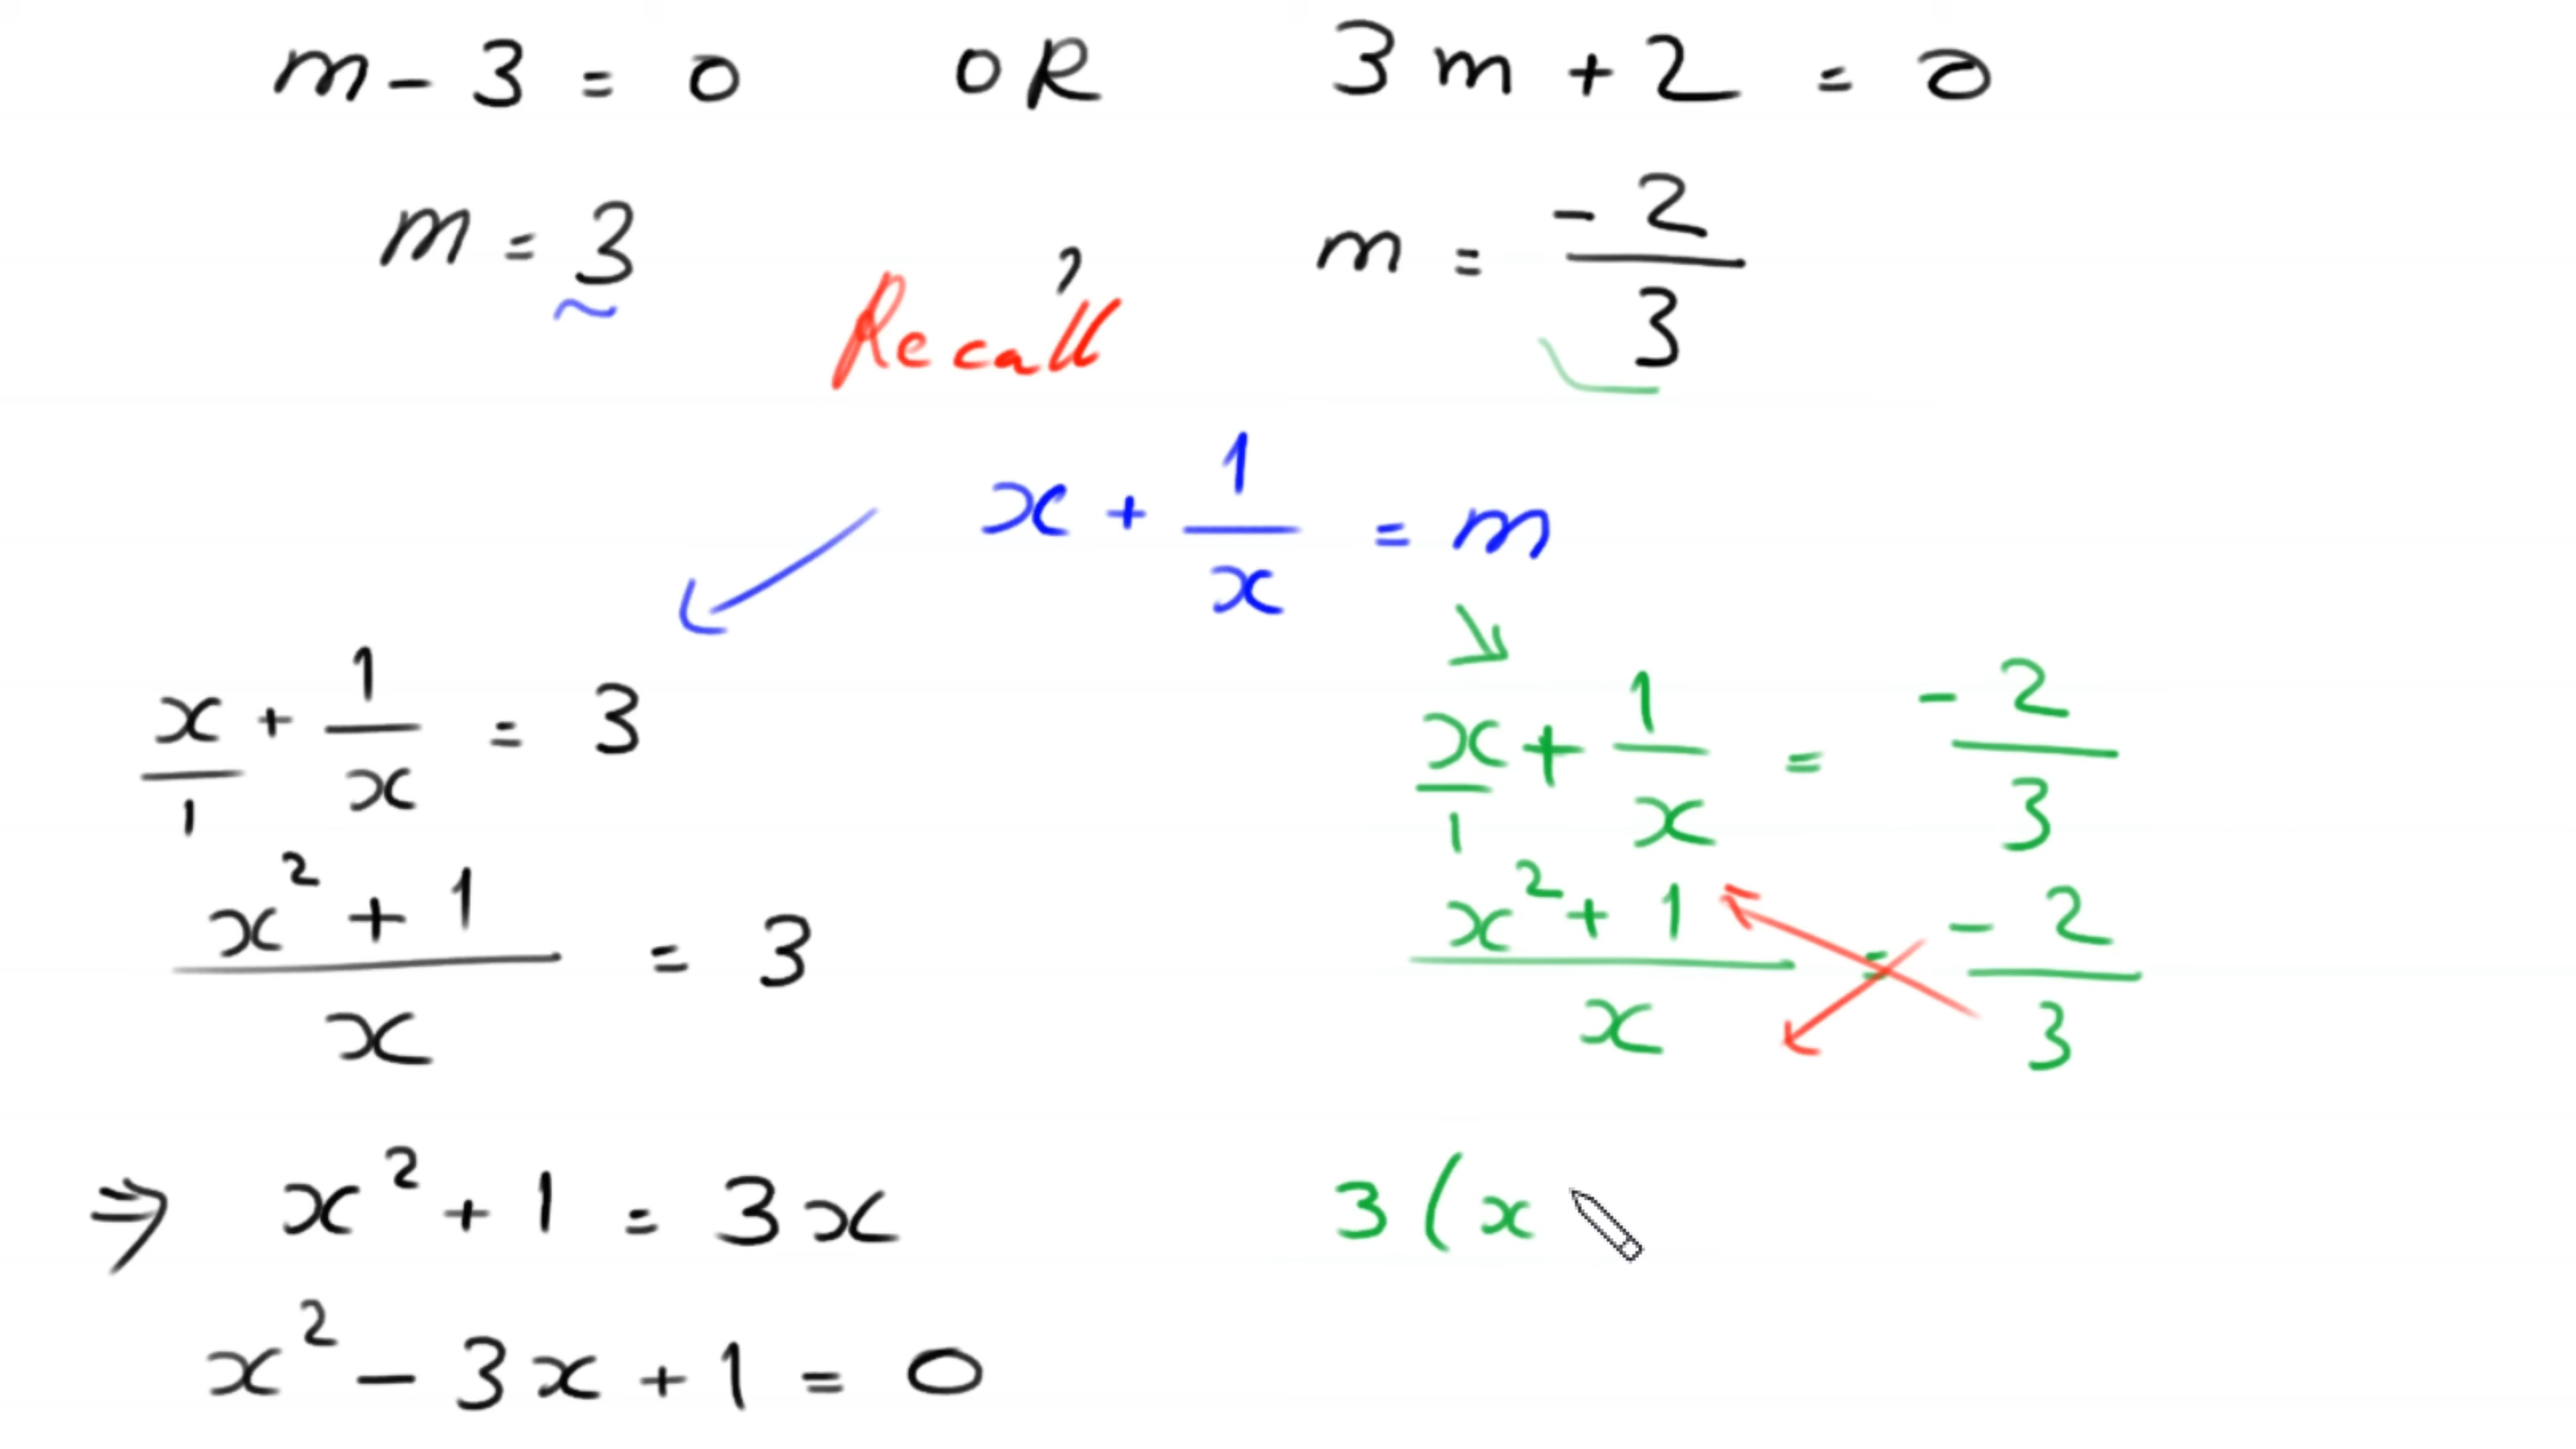 m - 3 = 0 OR 3m + 2 = 0
m = 3 , m = -2/3
Recall
x + 1/x = m
x/1 + 1/x = 3 x/1 + 1/x = -2/3
(x² + 1)/x = 3 (x² + 1)/x = -2/3
⇒ x² + 1 = 3x 3(x
x² - 3x + 1 = 0